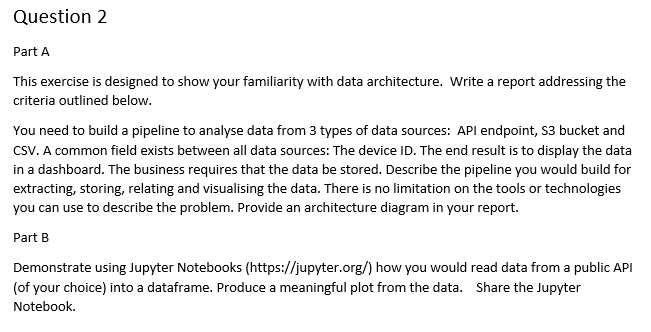 Question 2
Part A
This exercise is designed to show your familiarity with data architecture.  Write a report addressing the
criteria outlined below.
You need to build a pipeline to analyse data from 3 types of data sources:  API endpoint, S3 bucket and
CSV. A common field exists between all data sources: The device ID. The end result is to display the data
in a dashboard. The business requires that the data be stored. Describe the pipeline you would build for
extracting, storing, relating and visualising the data. There is no limitation on the tools or technologies
you can use to describe the problem. Provide an architecture diagram in your report.
Part B
Demonstrate using Jupyter Notebooks (https://jupyter.org/) how you would read data from a public API
(of your choice) into a dataframe. Produce a meaningful plot from the data.    Share the Jupyter
Notebook.